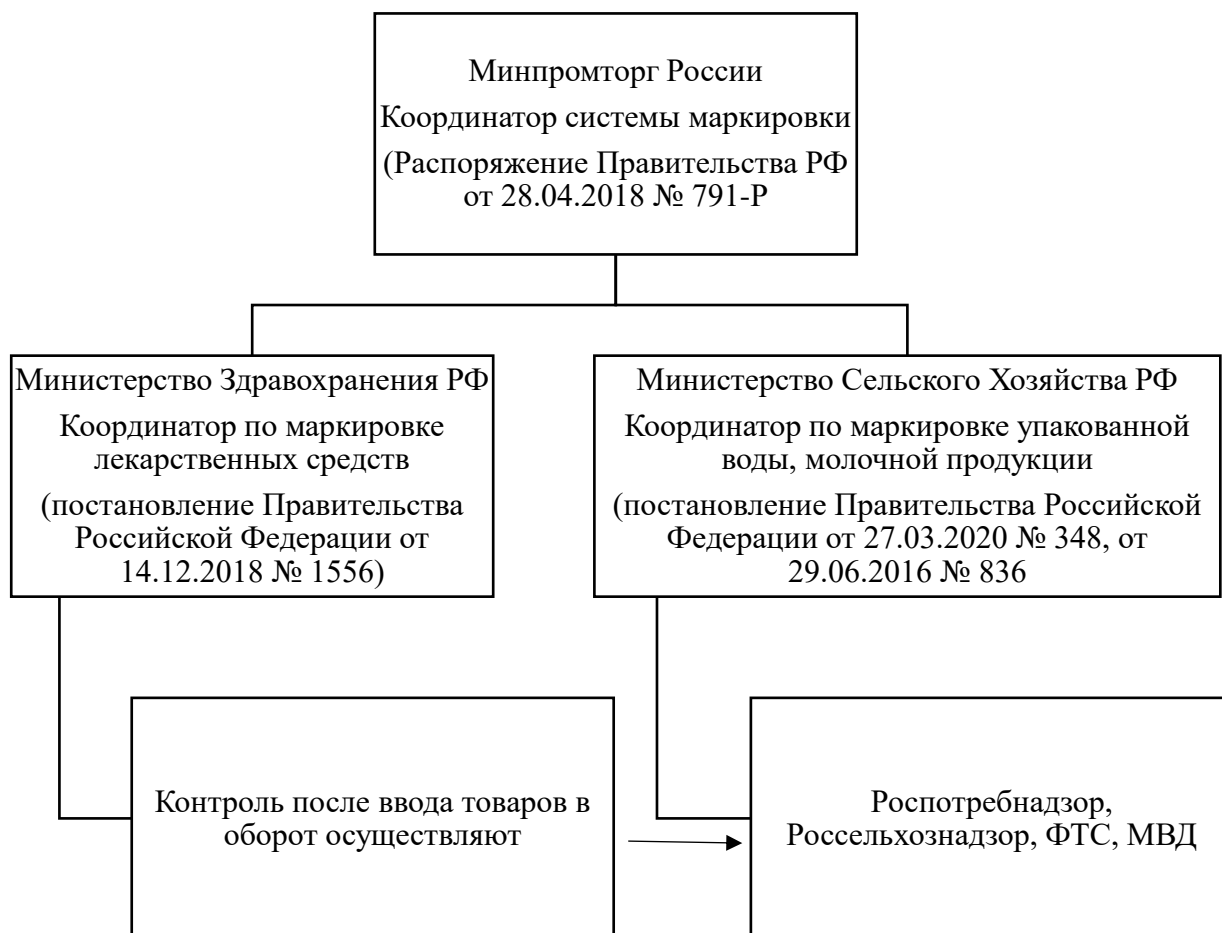 Минпромторг России
Координатор системы маркировки
(Распоряжение Правительства РФ
от 28.04.2018 № 791-Р
Министерство Здравохранения РФ
Координатор по маркировке
лекарственных средств
(постановление Правительства
Российской Федерации от
14.12.2018 № 1556)
Министерство Сельского Хозяйства РФ
Координатор по маркировке упакованной
воды, молочной продукции
(постановление Правительства Российской
Федерации от 27.03.2020 № 348, от
29.06.2016 № 836
Контроль после ввода товаров в
оборот осуществляют
Роспотребнадзор,
Россельхознадзор, ФТС, МВД